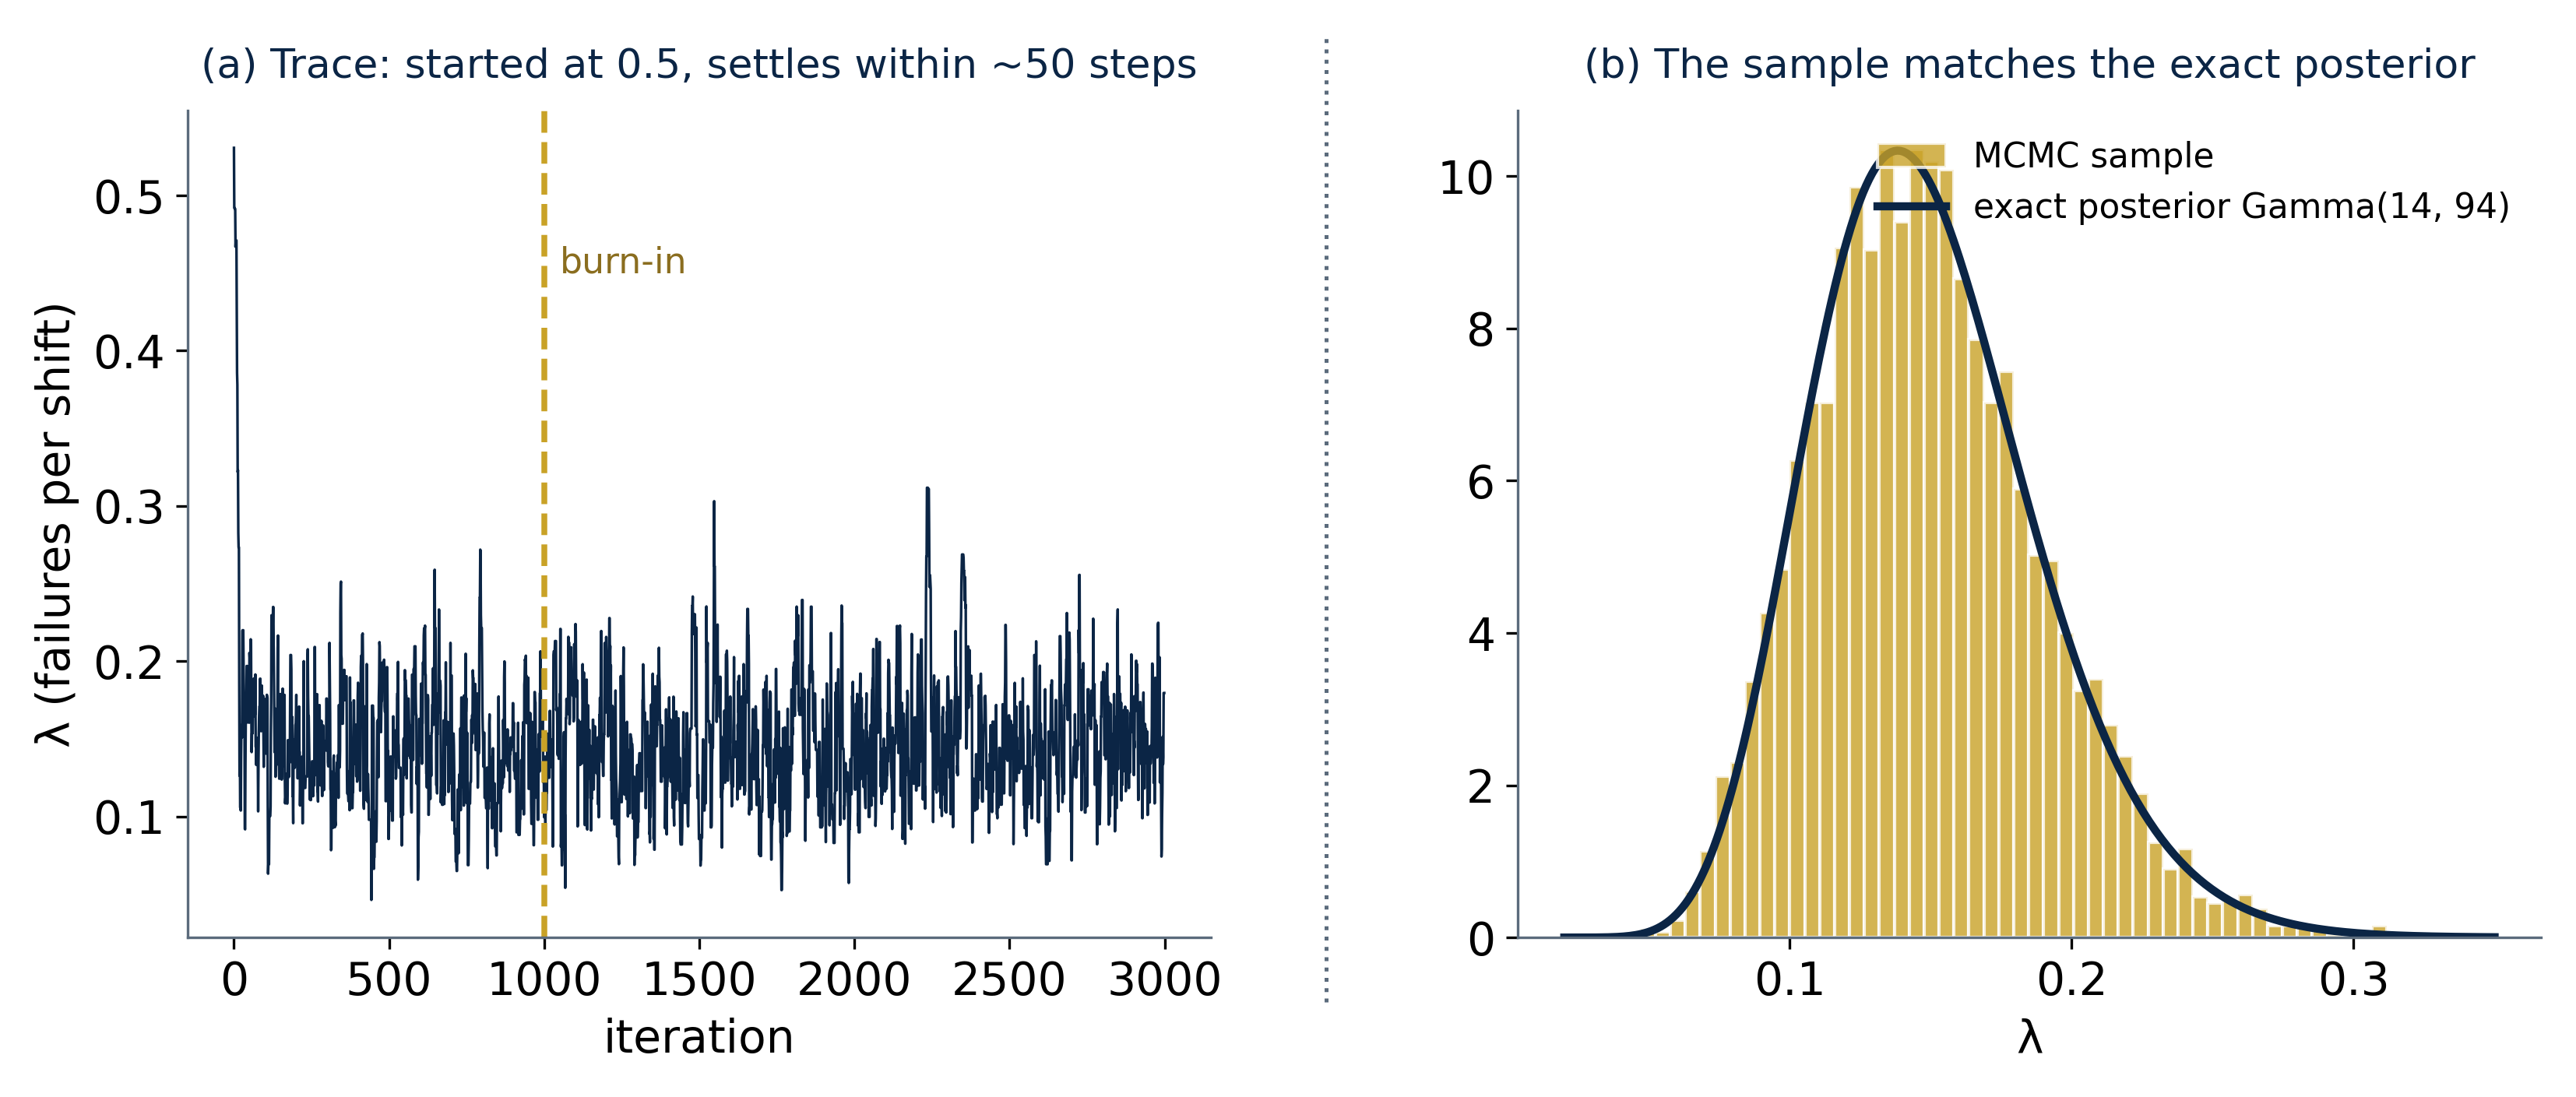 (a) Trace: started at 0.5, settles within ~50 steps
λ (failures per shift)
0.5
0.4
0.3
0.2
0.1
burn-in
0 500 1000 1500 2000 2500 3000
iteration
(b) The sample matches the exact posterior
MCMC sample
exact posterior Gamma(14, 94)
10
8
6
4
2
0
0.1 0.2 0.3
λ